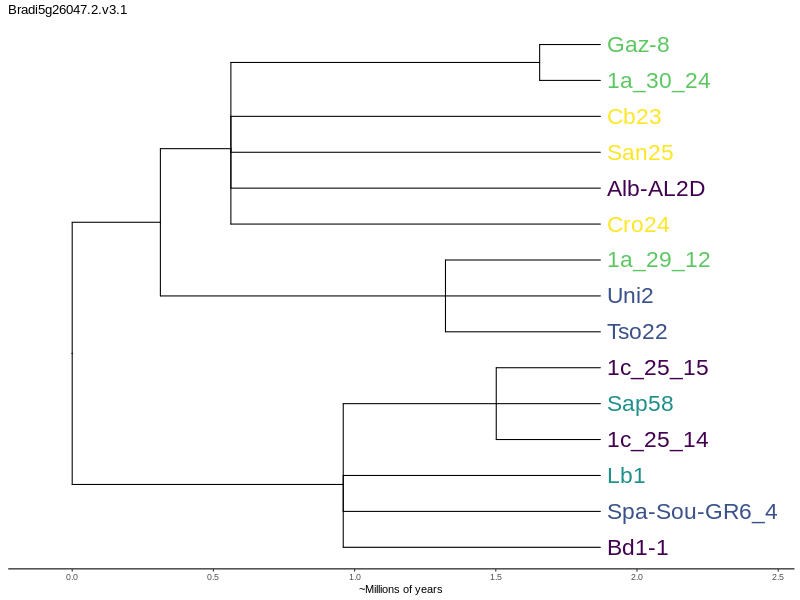 Bradi5g26047.2.v3.1
Gaz-8
1a_30_24
Cb23
San25
Alb-AL2D
Cro24
1a_29_12
Uni2
Tso22
1c_25_15
Sap58
1c_25_14
Lb1
Spa-Sou-GR6_4
Bd1-1
0.0 0.5 1.0 1.5 2.0 2.5
~Millions of years